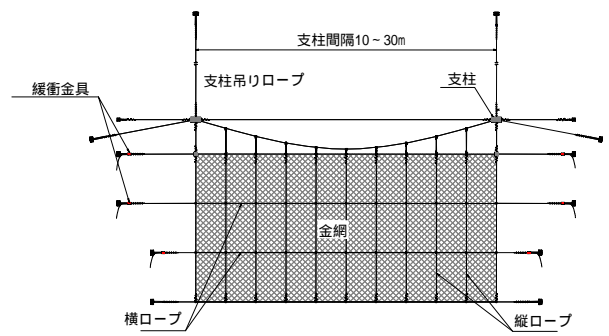 支柱間隔10～30m
支柱吊りロープ
支柱
緩衝金具
金網
横ロープ
縦ロープ